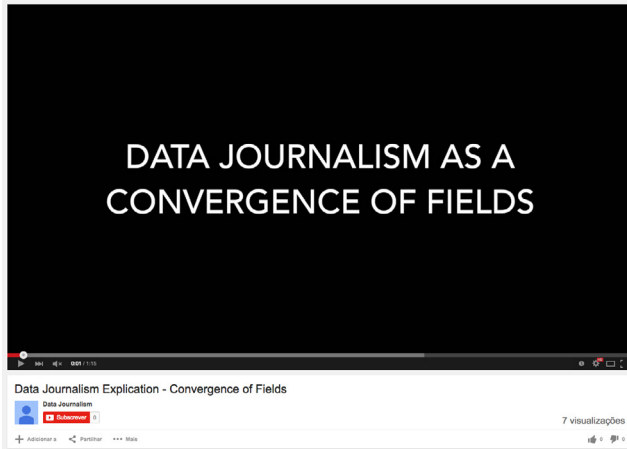 DATA JOURNALISM AS A
CONVERGENCE OF FIELDS
0:01 / 1:15
Data Journalism Explication - Convergence of Fields
Data Journalism
Subscrever 0
7 visualizações
Adicionar a Partilhar Mais 0 0